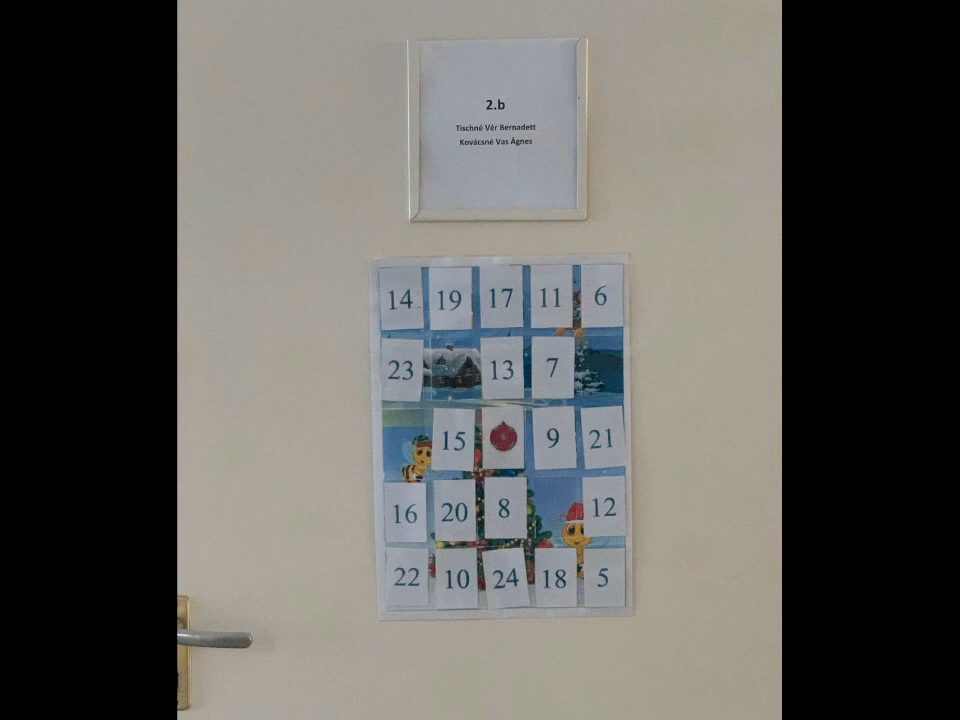 2.b
Tischné Vér Bernadett
Kovácsné Vas Ágnes
14 19 17 11 6
23 13 7
15 9 21
16 20 8 12
22 10 24 18 5